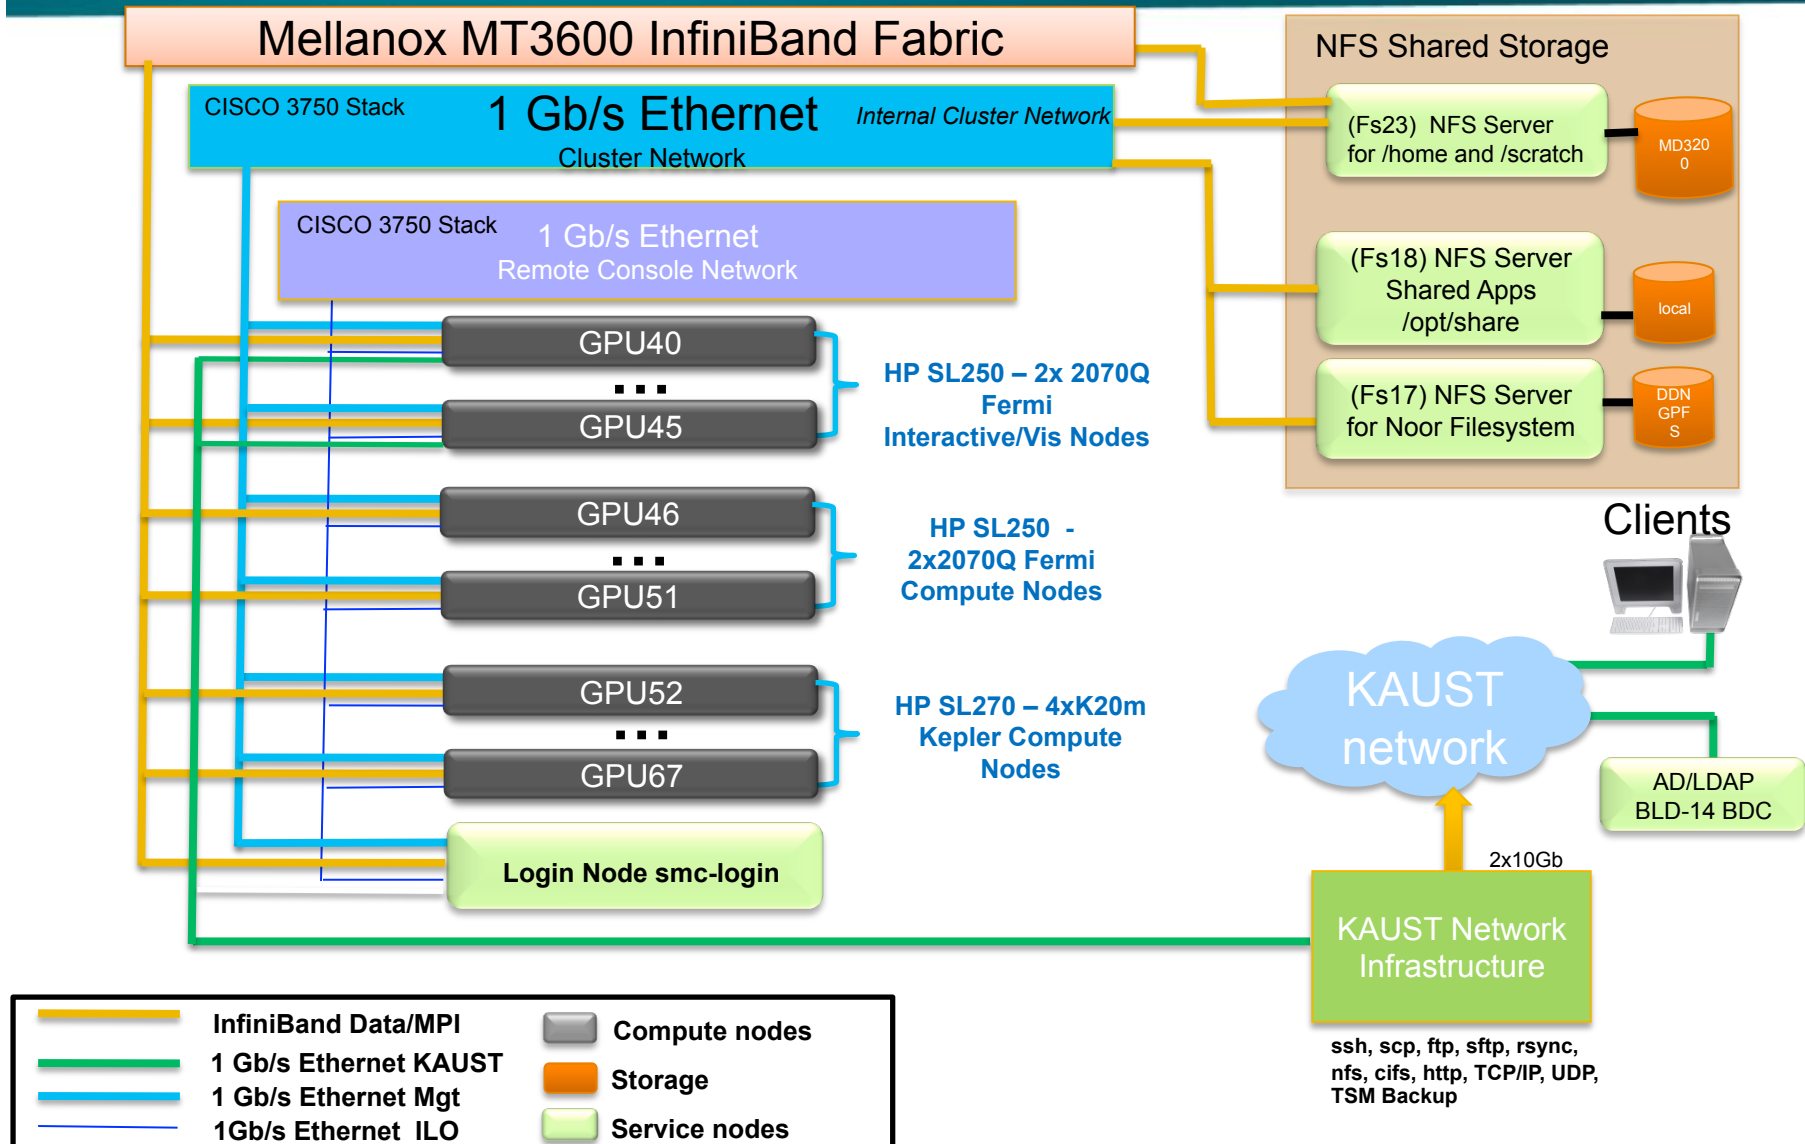 Mellanox MT3600 InfiniBand Fabric
CISCO 3750 Stack
1 Gb/s Ethernet
Internal Cluster Network
Cluster Network
CISCO 3750 Stack
1 Gb/s Ethernet
Remote Console Network
GPU40
...
GPU45
HP SL250 – 2x 2070Q
Fermi
Interactive/Vis Nodes
GPU46
...
GPU51
HP SL250 -
2x2070Q Fermi
Compute Nodes
GPU52
...
GPU67
HP SL270 – 4xK20m
Kepler Compute
Nodes
Login Node smc-login
NFS Shared Storage
(Fs23) NFS Server
for /home and /scratch
MD320
0
(Fs18) NFS Server
Shared Apps
/opt/share
local
(Fs17) NFS Server
for Noor Filesystem
DDN
GPF
S
Clients
KAUST
network
AD/LDAP
BLD-14 BDC
2x10Gb
KAUST Network
Infrastructure
ssh, scp, ftp, sftp, rsync,
nfs, cifs, http, TCP/IP, UDP,
TSM Backup
InfiniBand Data/MPI
1 Gb/s Ethernet KAUST
1 Gb/s Ethernet Mgt
1Gb/s Ethernet ILO
Compute nodes
Storage
Service nodes